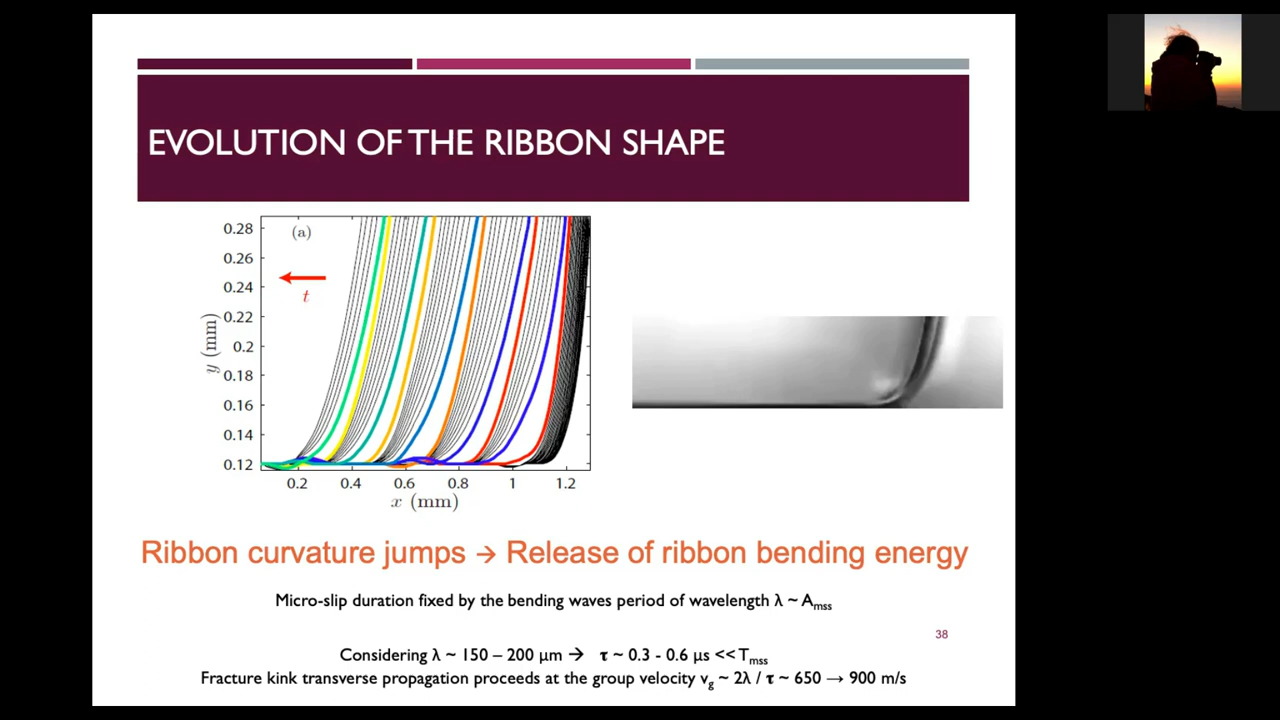 EVOLUTION OF THE RIBBON SHAPE
(a)
t
0.28
0.26
0.24
0.22
0.2
0.18
0.16
0.14
0.12
y (mm)
0.2 0.4 0.6 0.8 1 1.2
x (mm)
Ribbon curvature jumps → Release of ribbon bending energy
Micro-slip duration fixed by the bending waves period of wavelength λ ~ Amss
38
Considering λ ~ 150 – 200 μm → τ ~ 0.3 - 0.6 μs << Tmss
Fracture kink transverse propagation proceeds at the group velocity vg ~ 2λ / τ ~ 650 → 900 m/s